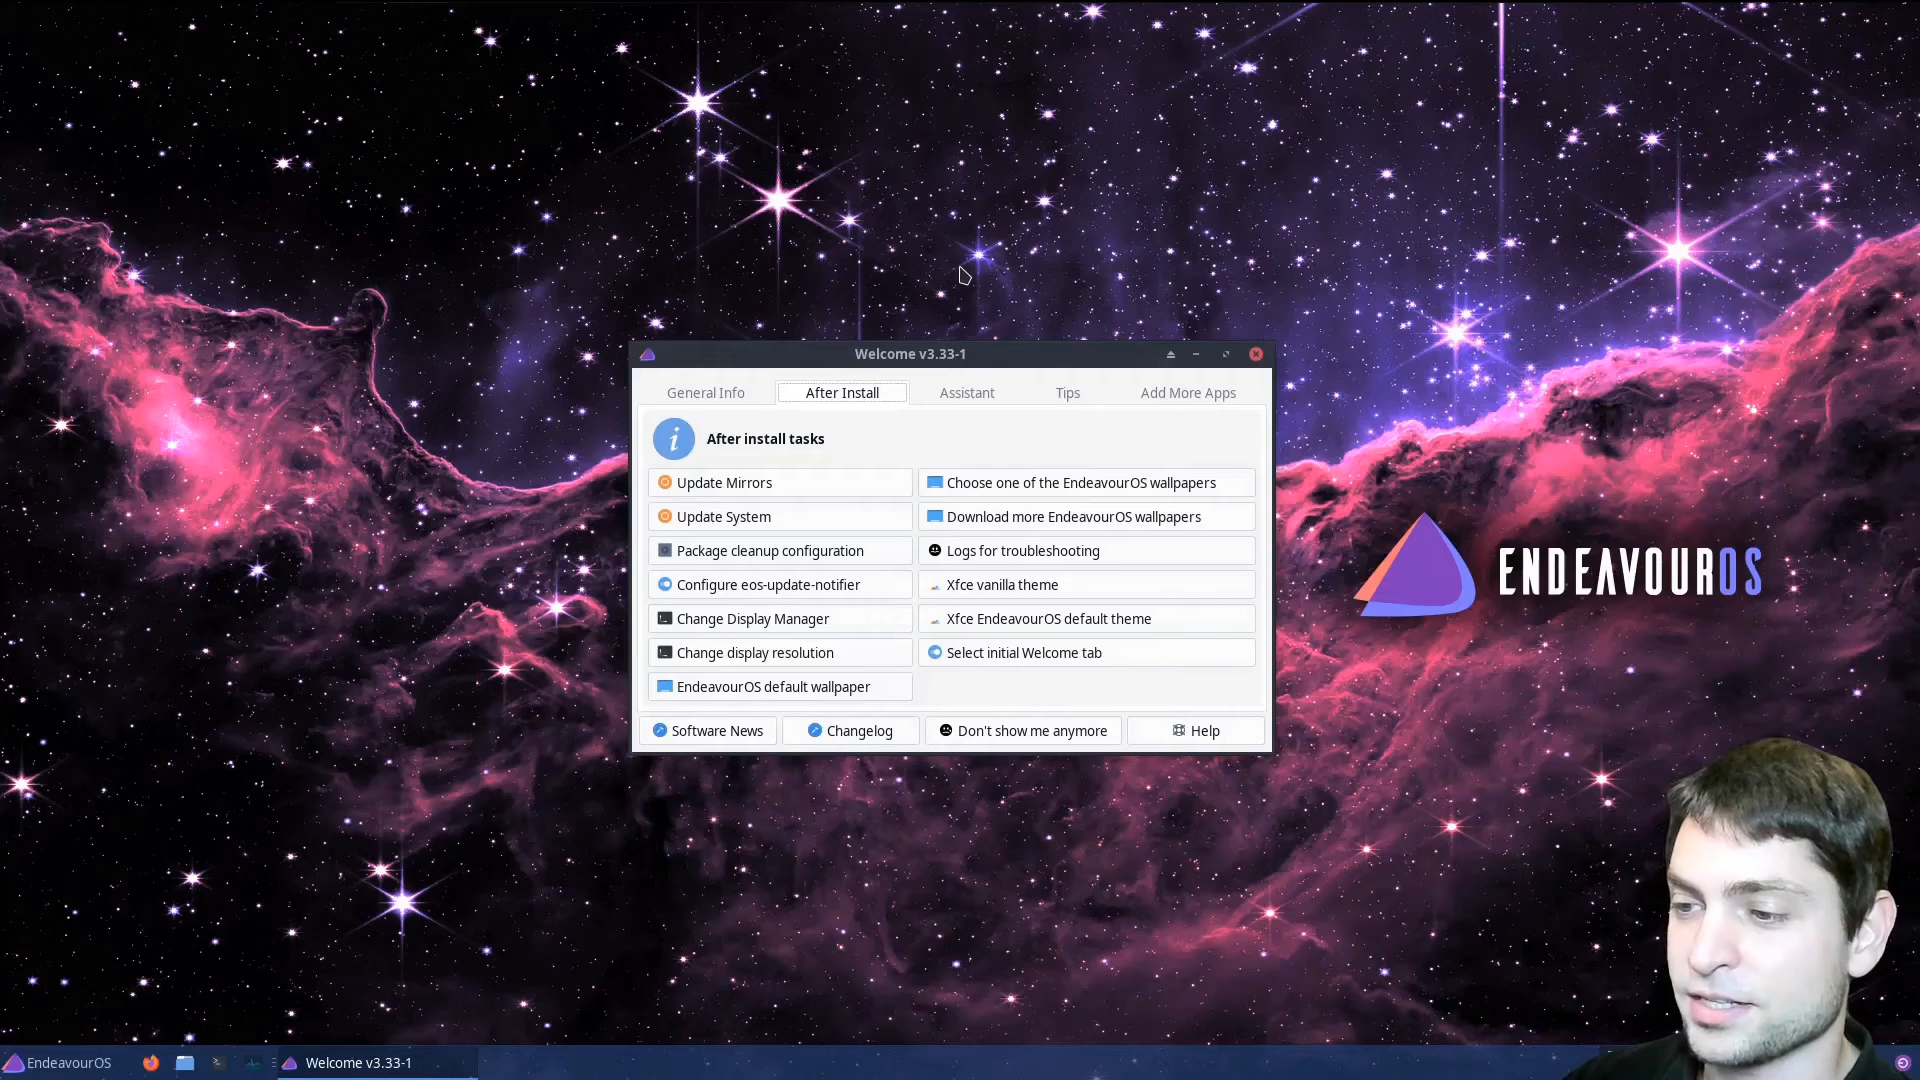 Welcome v3.33-1
General Info
After Install
Assistant
Tips
Add More Apps
After install tasks
Update Mirrors
Choose one of the EndeavourOS wallpapers
Update System
Download more EndeavourOS wallpapers
Package cleanup configuration
Logs for troubleshooting
Configure eos-update-notifier
Xfce vanilla theme
Change Display Manager
Xfce EndeavourOS default theme
Change display resolution
Select initial Welcome tab
EndeavourOS default wallpaper
Software News
Changelog
Don't show me anymore
Help
ENDEAVOUROS
EndeavourOS
Welcome v3.33-1